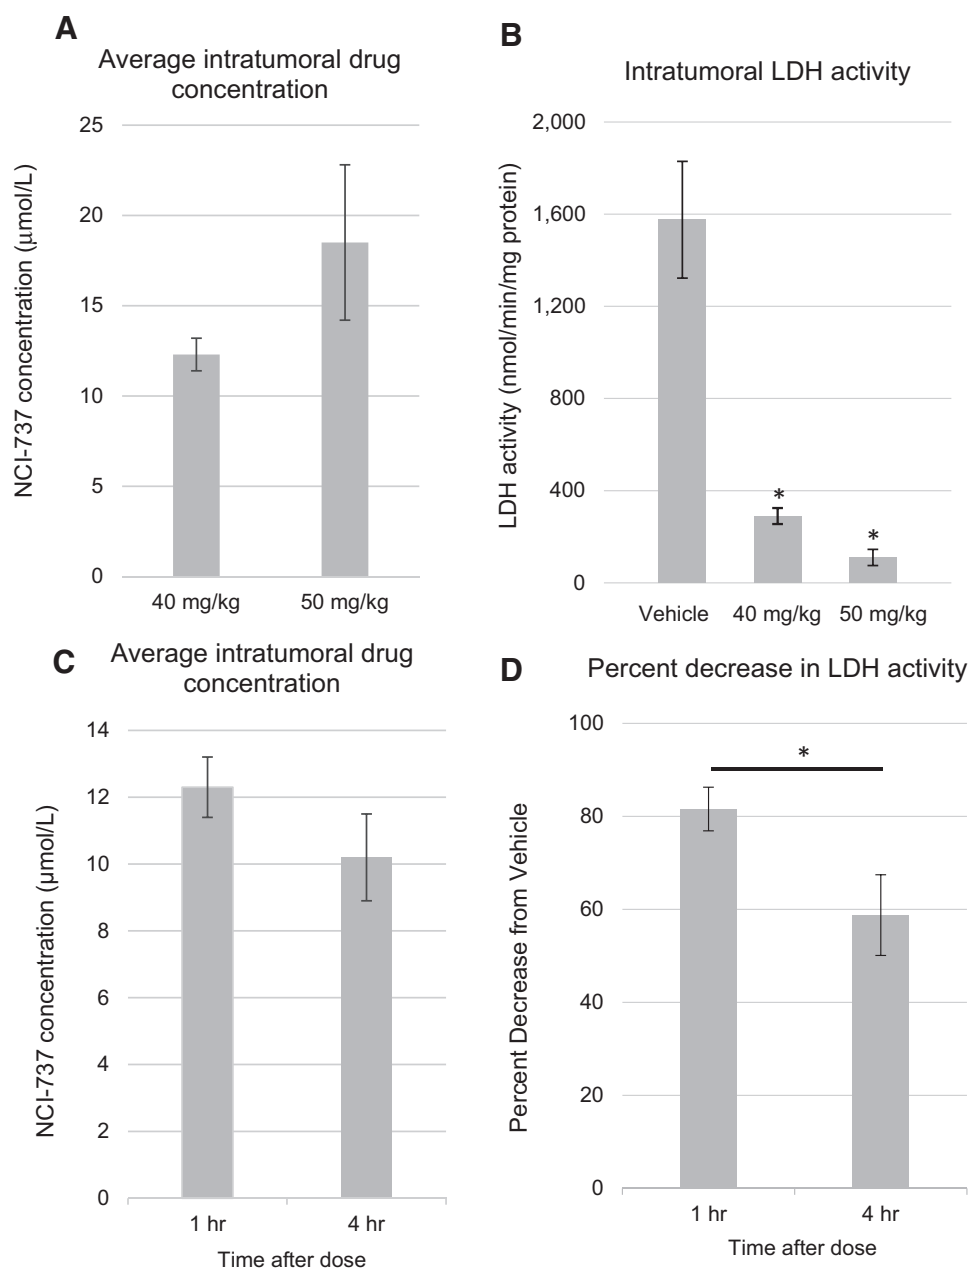 A
Average intratumoral drug
concentration
NCI-737 concentration (µmol/L)
25
20
15
10
5
0
40 mg/kg
50 mg/kg
B
Intratumoral LDH activity
LDH activity (nmol/min/mg protein)
2,000
1,600
1,200
800
400
0
*
*
Vehicle
40 mg/kg
50 mg/kg
C
Average intratumoral drug
concentration
NCI-737 concentration (µmol/L)
14
12
10
8
6
4
2
0
1 hr
4 hr
Time after dose
D
Percent decrease in LDH activity
Percent Decrease from Vehicle
100
80
60
40
20
0
*
1 hr
4 hr
Time after dose